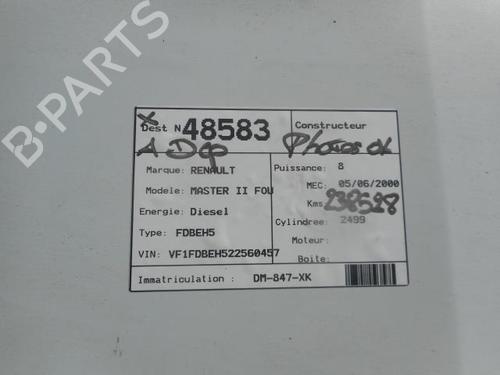 B-PARTS
Dest N 48583 Constructeur
A Dep Photos ok
Marque: RENAULT Puissance: 8
Modele: MASTER II FOU MEC: 05/06/2000
Energie: Diesel Kms 238528
Type: FDBEH5 Cylindree: 2499
Moteur:
VIN: VF1FDBEH522560457
Boite:
Immatriculation : DM-847-XK